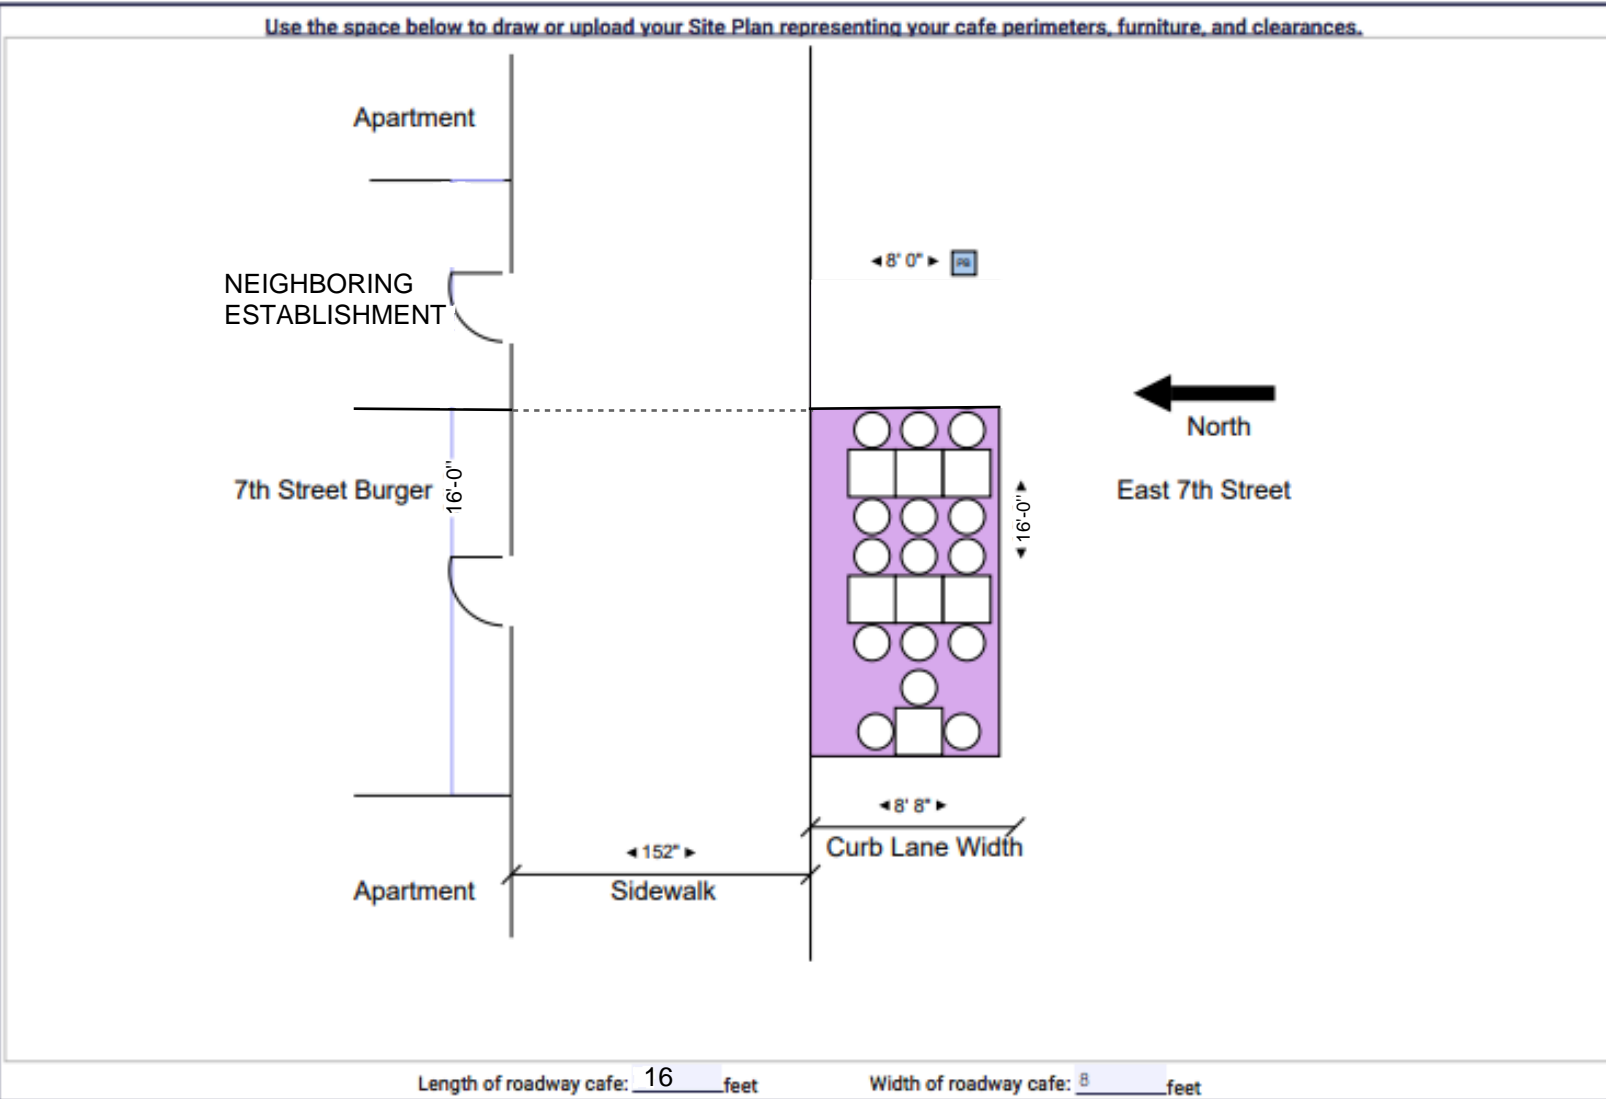 Use the space below to draw or upload your Site Plan representing your cafe perimeters, furniture, and clearances.
Apartment
8' 0"
PB
NEIGHBORING
ESTABLISHMENT
North
7th Street Burger
16'-0"
16'-0"
East 7th Street
8' 8"
Curb Lane Width
152"
Sidewalk
Apartment
Length of roadway cafe: 16 feet
Width of roadway cafe: 8 feet